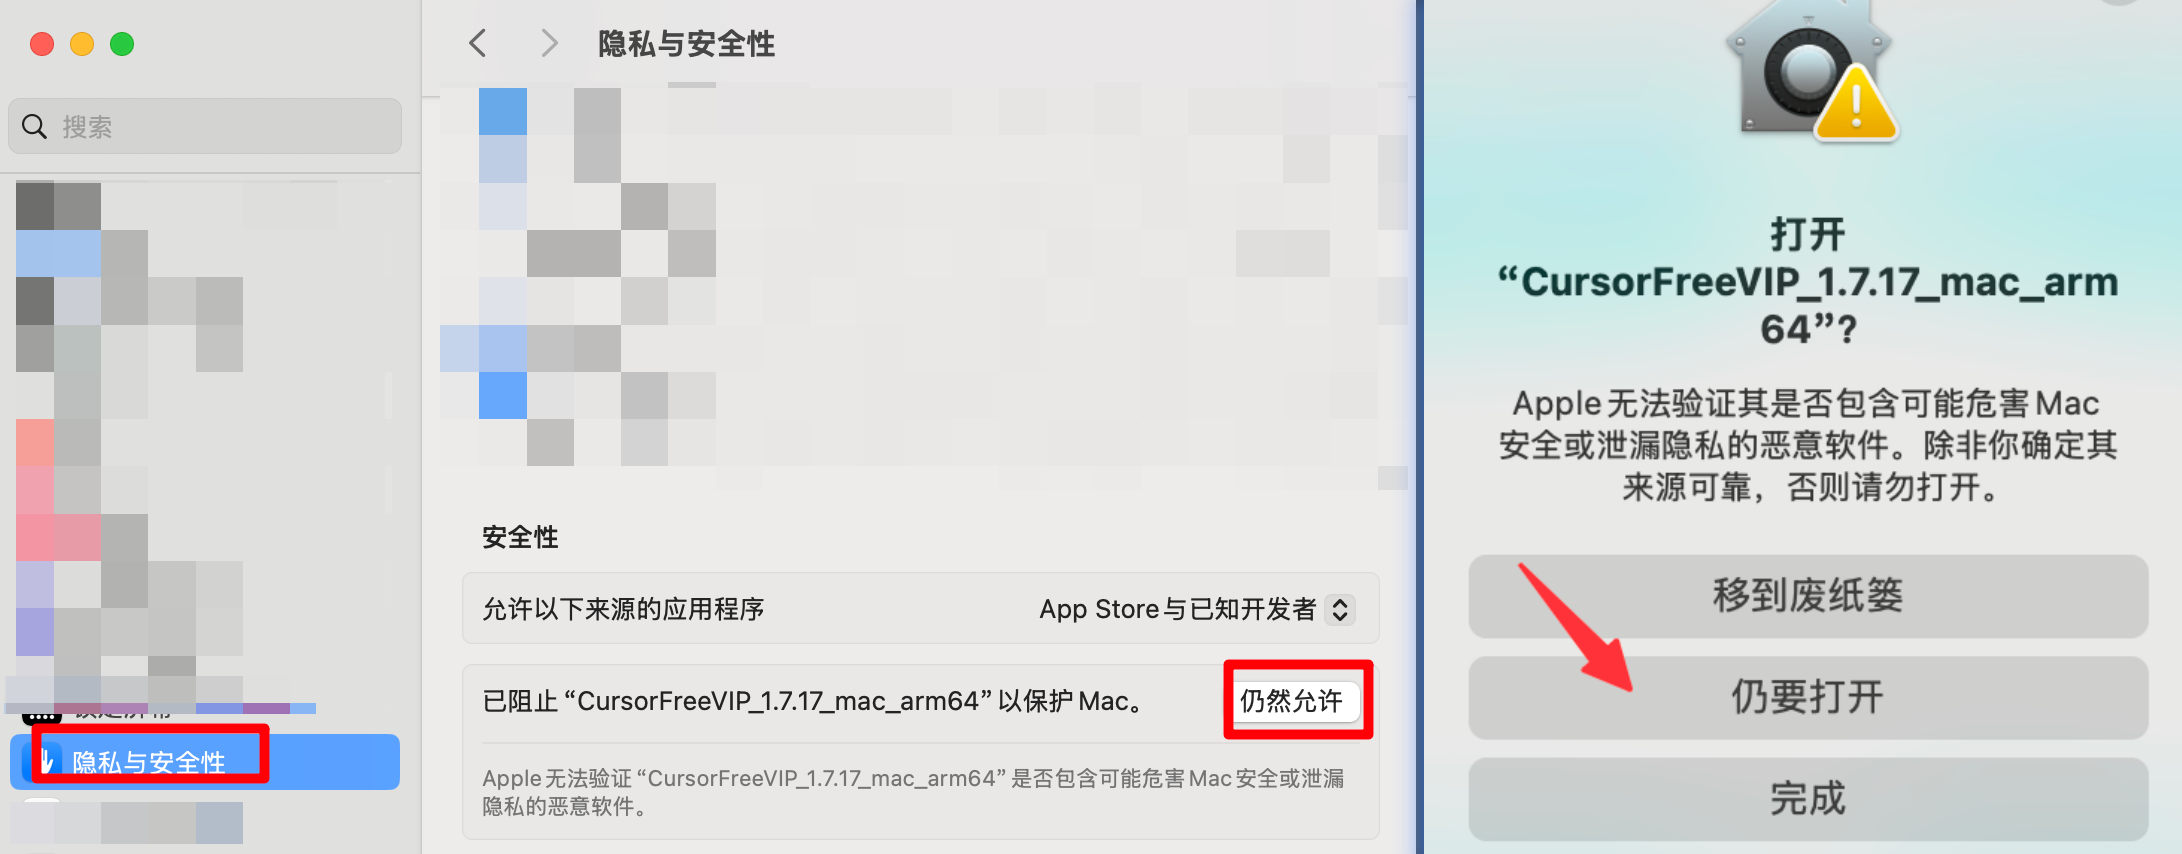 隐私与安全性
搜索
隐私与安全性
安全性
允许以下来源的应用程序
App Store与已知开发者
已阻止“CursorFreeVIP_1.7.17_mac_arm64”以保护 Mac。
仍然允许
Apple无法验证“CursorFreeVIP_1.7.17_mac_arm64”是否包含可能危害Mac安全或泄漏
隐私的恶意软件。
打开
“CursorFreeVIP_1.7.17_mac_arm
64”?
Apple无法验证其是否包含可能危害Mac
安全或泄漏隐私的恶意软件。除非你确定其
来源可靠，否则请勿打开。
移到废纸篓
仍要打开
完成